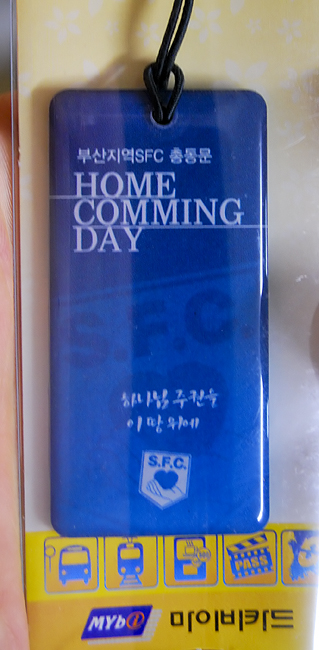 부산지역SFC 총동문
HOME
COMMING
DAY
S.F.C.
하나님 주권을
이 땅 위에
S.F.C.
PASS
MYbi 마이비카드